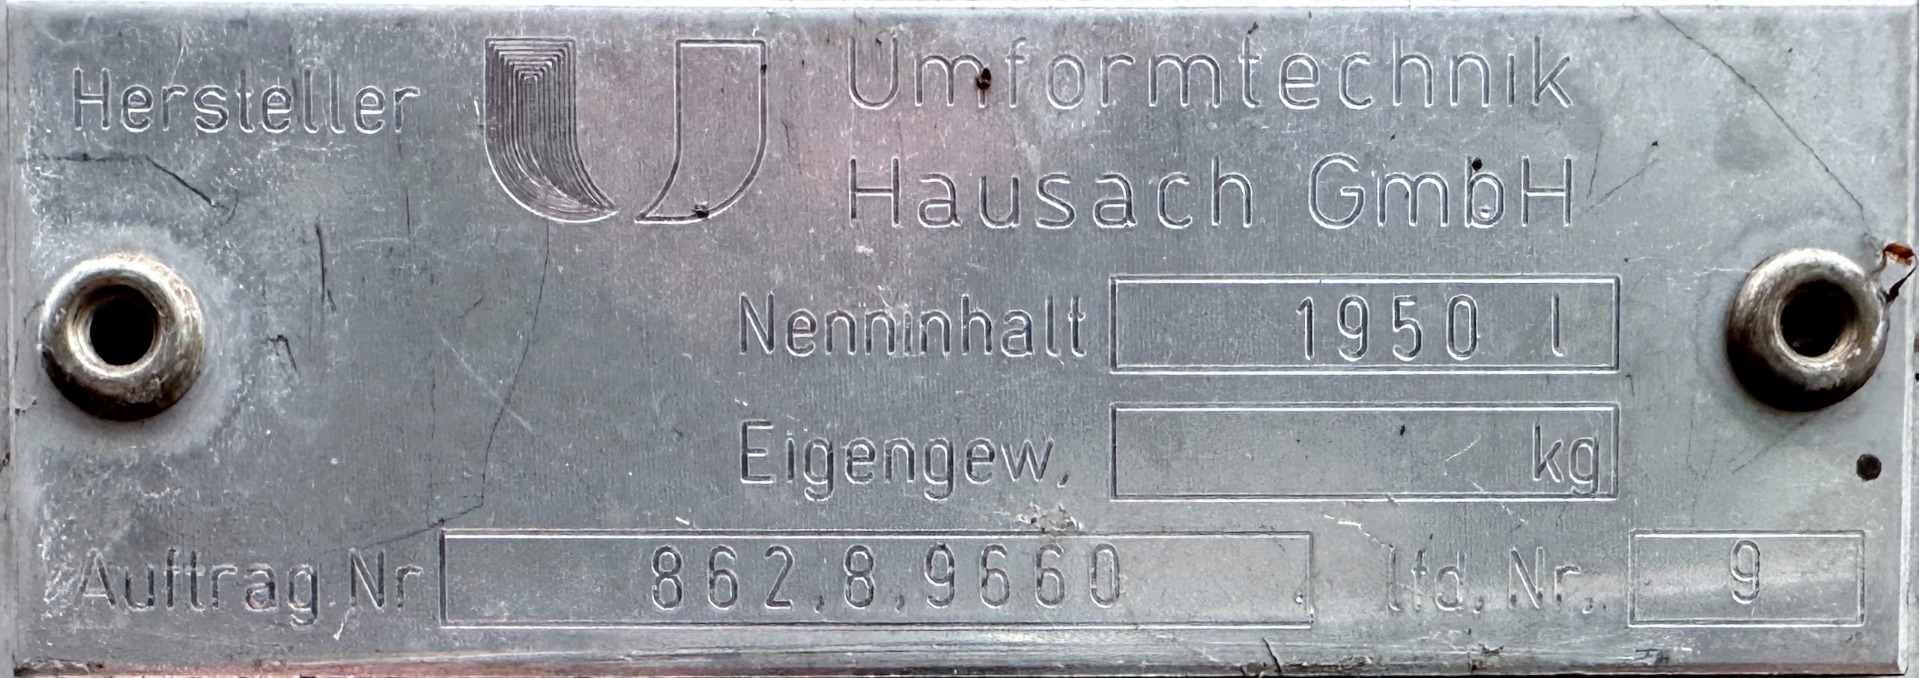 Hersteller Umformtechnik
Hausach GmbH
Nenninhalt 1950 l
Eigengew. kg
Auftrag.Nr 862.8.9660 lfd.Nr. 9